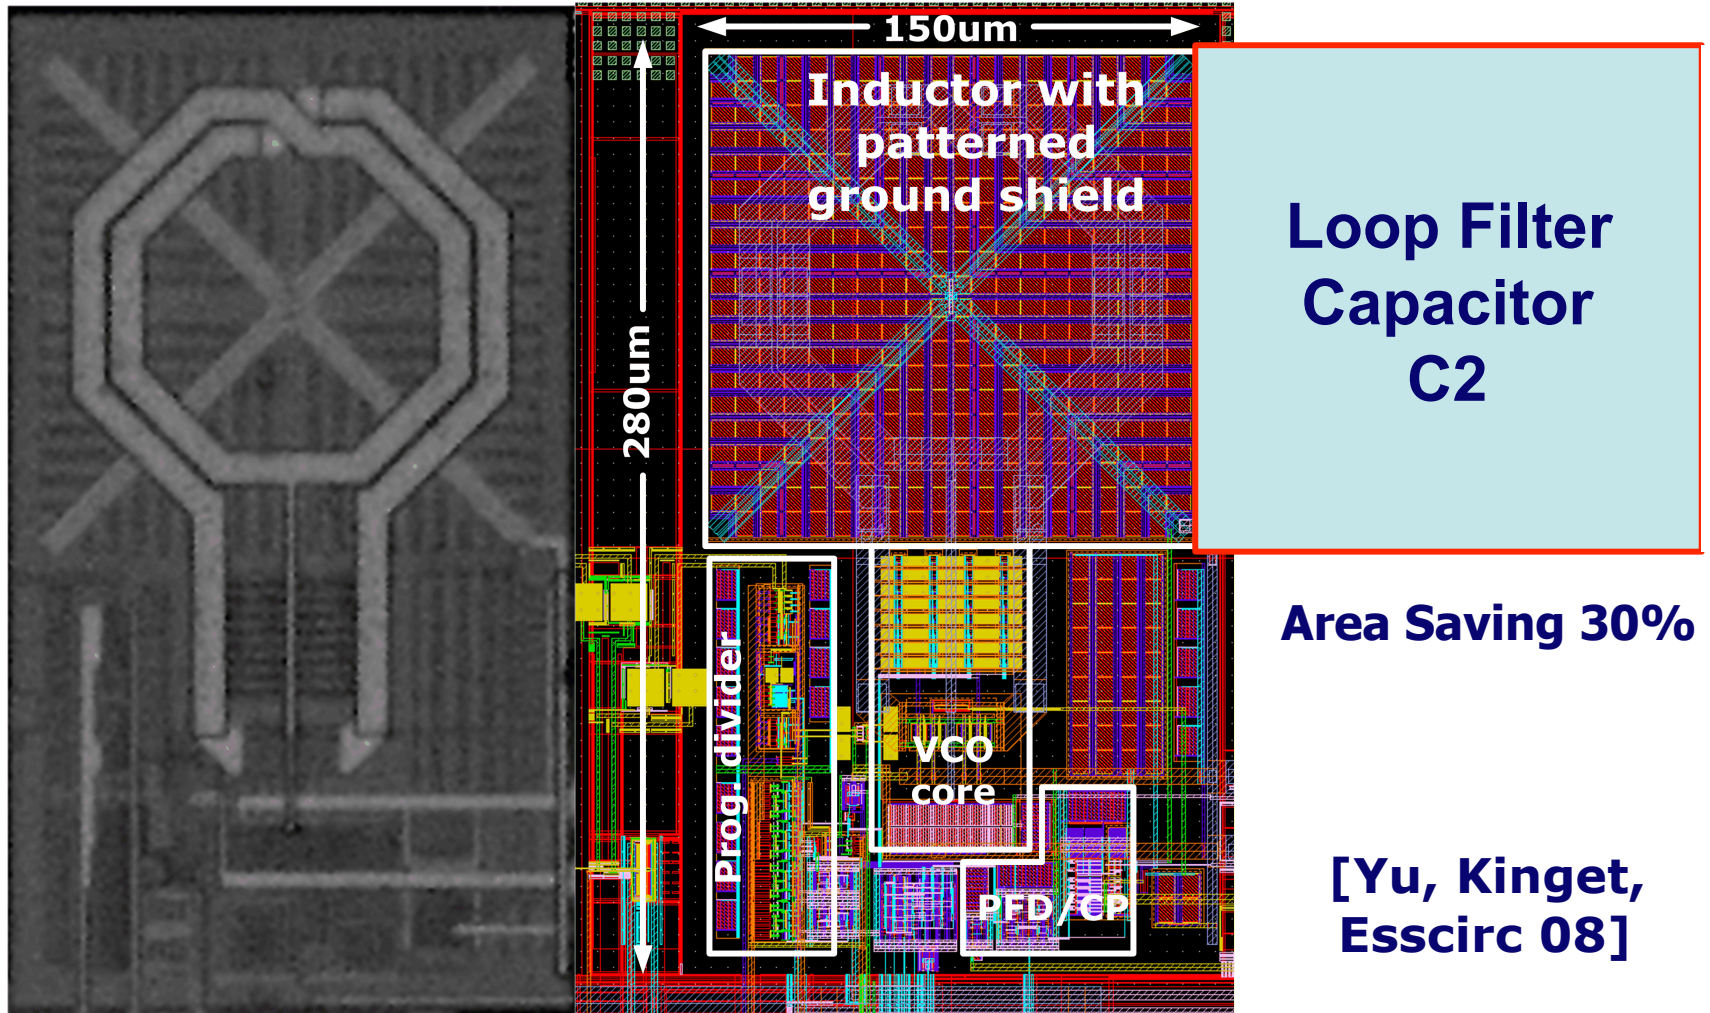 150um
Inductor with
patterned
ground shield
280um
Prog. divider
VCO
core
PFD/CP
Loop Filter
Capacitor
C2
Area Saving 30%
[Yu, Kinget,
Esscirc 08]